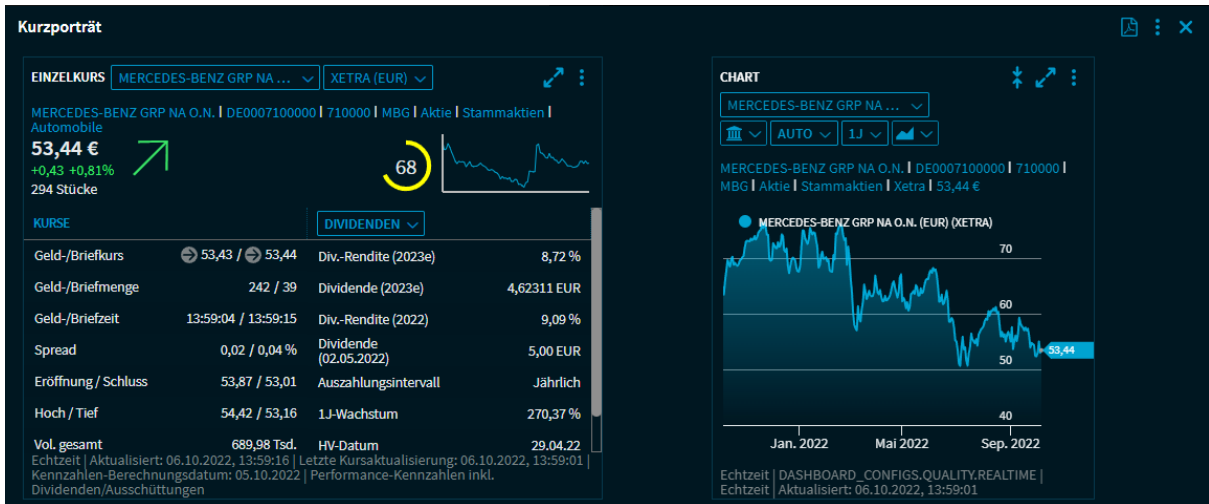 Kurzporträt
EINZELKURS MERCEDES-BENZ GRP NA ... XETRA (EUR)
MERCEDES-BENZ GRP NA O.N. | DE0007100000 | 710000 | MBG | Aktie | Stammaktien |
Automobile
53,44 €
+0,43 +0,81%
294 Stücke
68
KURSE DIVIDENDEN
Geld-/Briefkurs 53,43 / 53,44 Div.-Rendite (2023e) 8,72 %
Geld-/Briefmenge 242 / 39 Dividende (2023e) 4,62311 EUR
Geld-/Briefzeit 13:59:04 / 13:59:15 Div.-Rendite (2022) 9,09 %
Spread 0,02 / 0,04 % Dividende
(02.05.2022) 5,00 EUR
Eröffnung / Schluss 53,87 / 53,01 Auszahlungsintervall Jährlich
Hoch / Tief 54,42 / 53,16 1J-Wachstum 270,37 %
Vol. gesamt 689,98 Tsd. HV-Datum 29.04.22
Echtzeit | Aktualisiert: 06.10.2022, 13:59:16 | Letzte Kursaktualisierung: 06.10.2022, 13:59:01 |
Kennzahlen-Berechnungsdatum: 05.10.2022 | Performance-Kennzahlen inkl.
Dividenden/Ausschüttungen
CHART
MERCEDES-BENZ GRP NA ...
AUTO 1J
MERCEDES-BENZ GRP NA O.N. | DE0007100000 | 710000 |
MBG | Aktie | Stammaktien | Xetra | 53,44 €
MERCEDES-BENZ GRP NA O.N. (EUR) (XETRA)
70
60
53,44
50
40
Jan. 2022 Mai 2022 Sep. 2022
Echtzeit | DASHBOARD_CONFIGS.QUALITY.REALTIME |
Echtzeit | Aktualisiert: 06.10.2022, 13:59:01